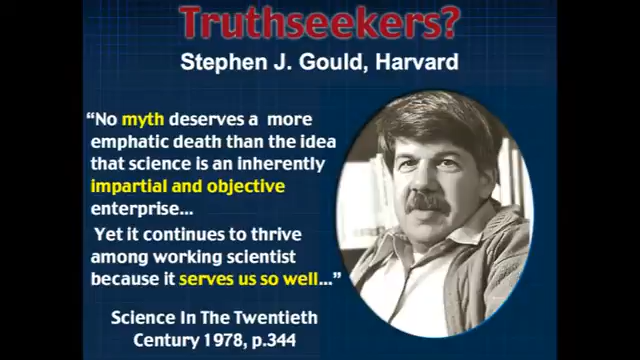 Truthseekers?
Stephen J. Gould, Harvard
“No myth deserves a more
emphatic death than the idea
that science is an inherently
impartial and objective
enterprise...
Yet it continues to thrive
among working scientist
because it serves us so well...”
Science In The Twentieth
Century 1978, p.344